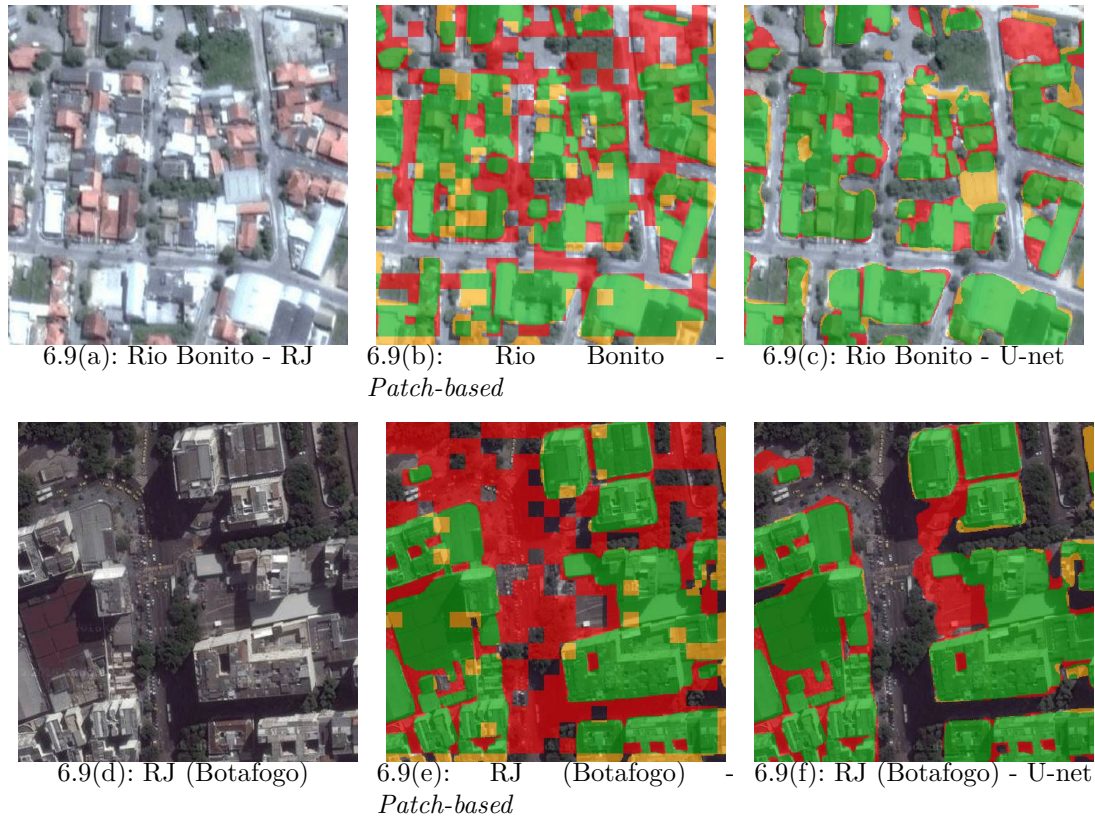 6.9(a): Rio Bonito - RJ
6.9(b): Rio Bonito -
Patch-based
6.9(c): Rio Bonito - U-net
6.9(d): RJ (Botafogo)
6.9(e): RJ (Botafogo) -
Patch-based
6.9(f): RJ (Botafogo) - U-net